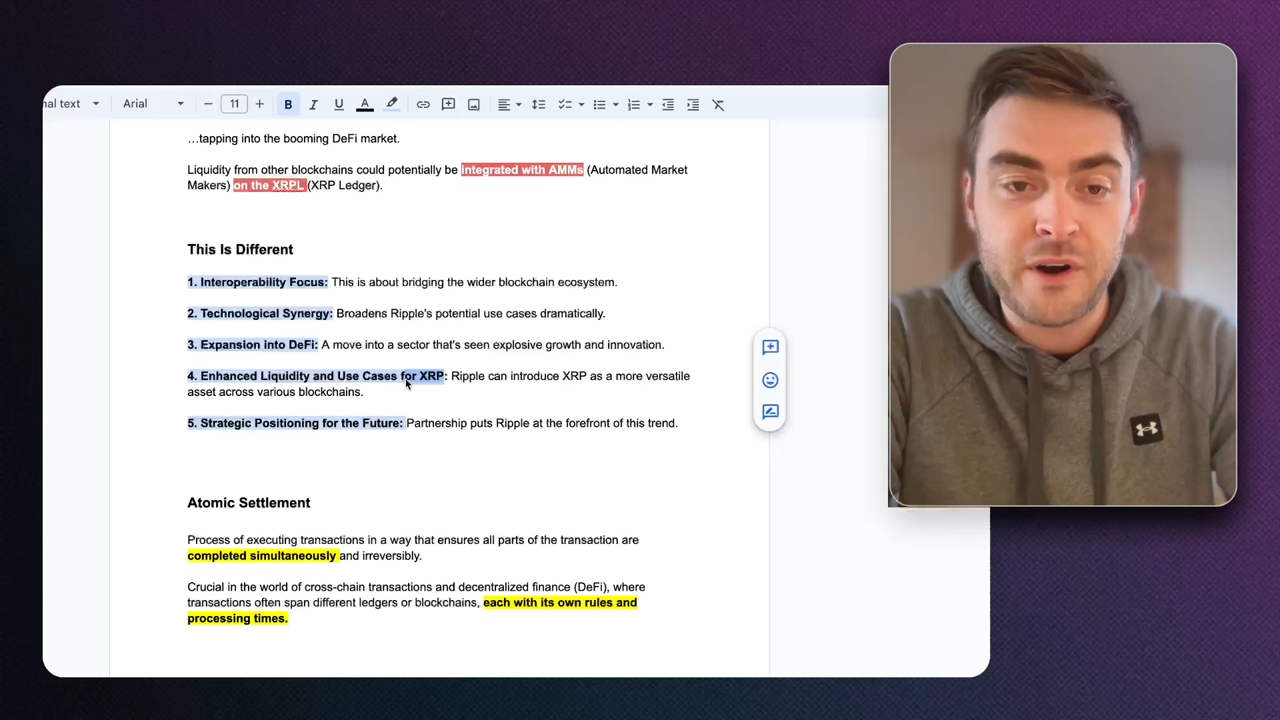 nal text Arial 11 B I U A
…tapping into the booming DeFi market.
Liquidity from other blockchains could potentially be integrated with AMMs (Automated Market
Makers) on the XRPL (XRP Ledger).
This Is Different
1. Interoperability Focus: This is about bridging the wider blockchain ecosystem.
2. Technological Synergy: Broadens Ripple's potential use cases dramatically.
3. Expansion into DeFi: A move into a sector that's seen explosive growth and innovation.
4. Enhanced Liquidity and Use Cases for XRP: Ripple can introduce XRP as a more versatile
asset across various blockchains.
5. Strategic Positioning for the Future: Partnership puts Ripple at the forefront of this trend.
Atomic Settlement
Process of executing transactions in a way that ensures all parts of the transaction are
completed simultaneously and irreversibly.
Crucial in the world of cross-chain transactions and decentralized finance (DeFi), where
transactions often span different ledgers or blockchains, each with its own rules and
processing times.